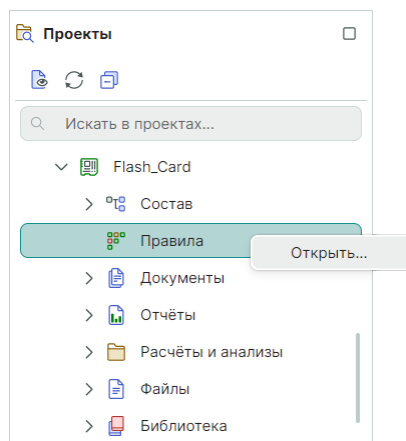 Проекты
Искать в проектах...
Flash_Card
Состав
Правила
Открыть...
Документы
Отчёты
Расчёты и анализы
Файлы
Библиотека